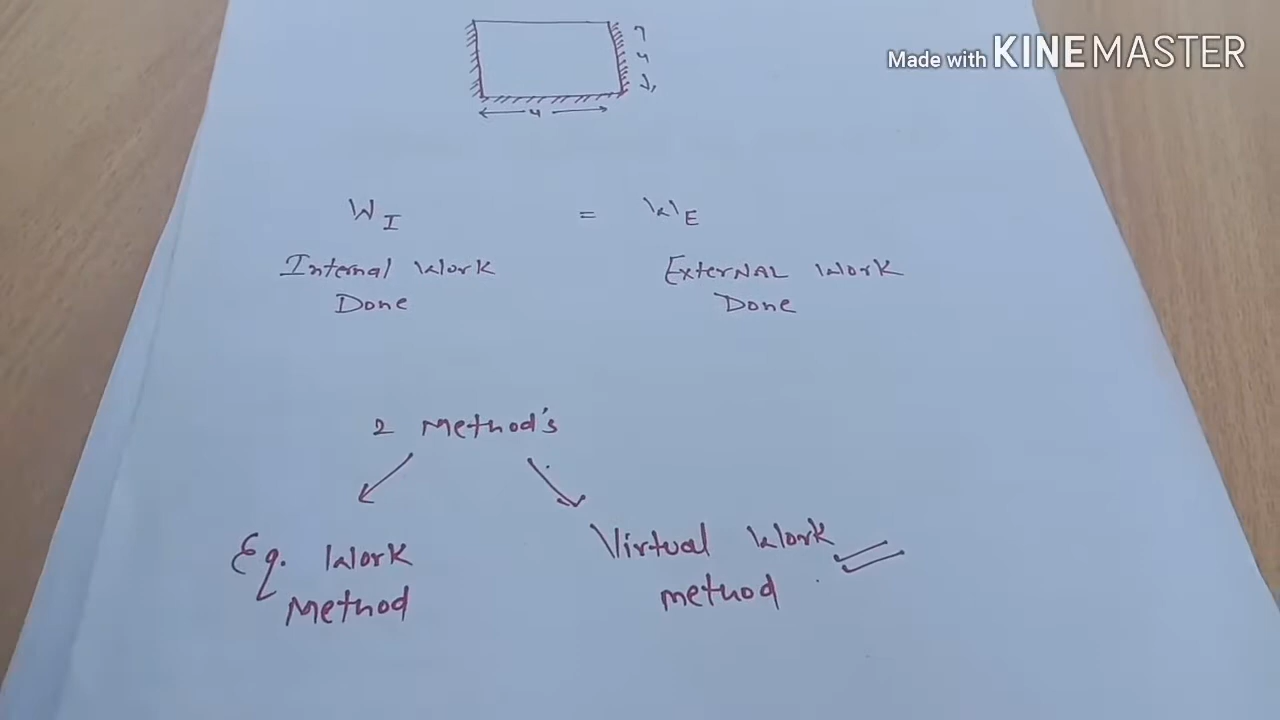 Made with KINEMASTER
4
4
W_I = W_E
Internal Work
Done
External Work
Done
2 Method's
Eq. Work
Method
Virtual Work
method